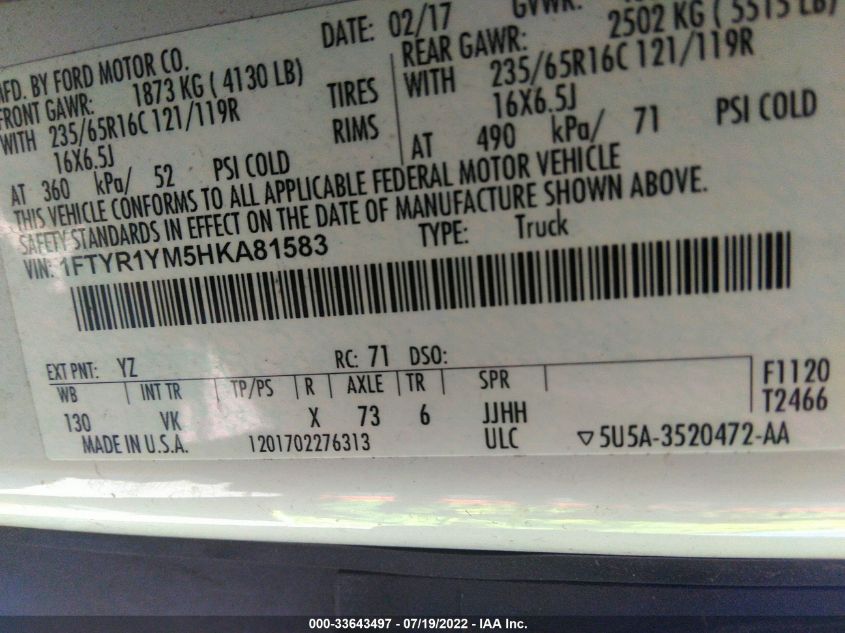 DATE: 02/17 GVWR:
MFD. BY FORD MOTOR CO.
FRONT GAWR: 1873 KG ( 4130 LB)
WITH 235/65R16C 121/119R TIRES
16X6.5J RIMS
AT 360 kPa/ 52 PSI COLD
REAR GAWR: 2502 KG ( 5515 LB)
WITH 235/65R16C 121/119R
16X6.5J
AT 490 kPa/ 71 PSI COLD
THIS VEHICLE CONFORMS TO ALL APPLICABLE FEDERAL MOTOR VEHICLE
SAFETY STANDARDS IN EFFECT ON THE DATE OF MANUFACTURE SHOWN ABOVE.
VIN: 1FTYR1YM5HKA81583 TYPE: Truck
EXT PNT: YZ RC: 71 DSO:
WB INT TR TP/PS R AXLE TR SPR F1120
130 VK X 73 6 JJHH T2466
MADE IN U.S.A. 1201702276313 ULC ▽5U5A-3520472-AA
000-33643497 - 07/19/2022 - IAA Inc.